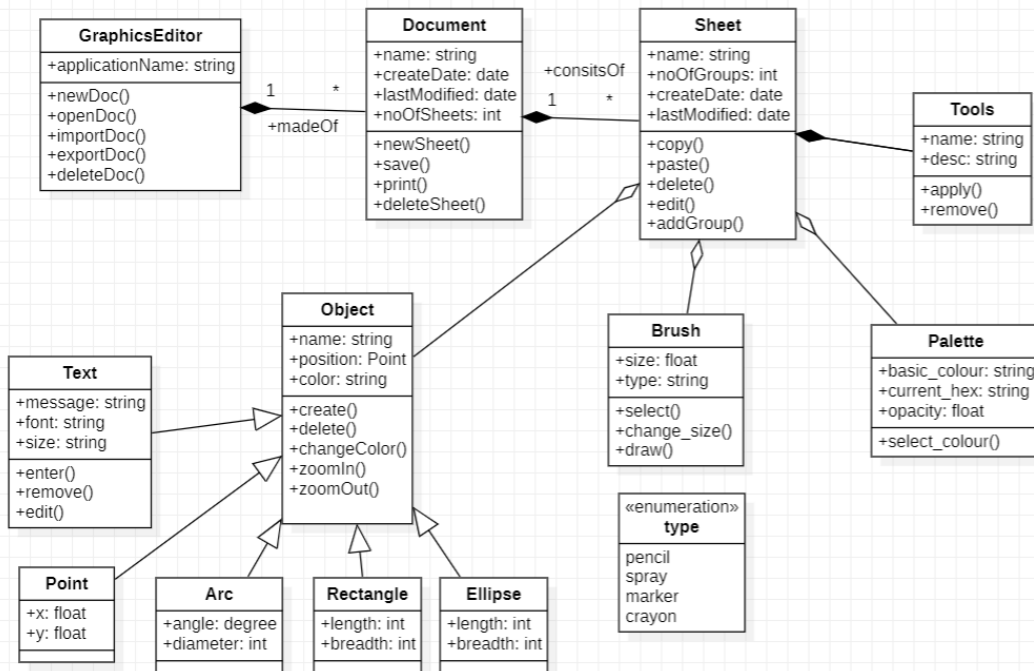 GraphicsEditor
+applicationName: string
+newDoc()
+openDoc()
+importDoc()
+exportDoc()
+deleteDoc()
1
*
+madeOf
Document
+name: string
+createDate: date
+lastModified: date
+noOfSheets: int
+newSheet()
+save()
+print()
+deleteSheet()
+consitsOf
1
*
Sheet
+name: string
+noOfGroups: int
+createDate: date
+lastModified: date
+copy()
+paste()
+delete()
+edit()
+addGroup()
Tools
+name: string
+desc: string
+apply()
+remove()
Object
+name: string
+position: Point
+color: string
+create()
+delete()
+changeColor()
+zoomIn()
+zoomOut()
Brush
+size: float
+type: string
+select()
+change_size()
+draw()
Palette
+basic_colour: string
+current_hex: string
+opacity: float
+select_colour()
Text
+message: string
+font: string
+size: string
+enter()
+remove()
+edit()
«enumeration»
type
pencil
spray
marker
crayon
Point
+x: float
+y: float
Arc
+angle: degree
+diameter: int
Rectangle
+length: int
+breadth: int
Ellipse
+length: int
+breadth: int